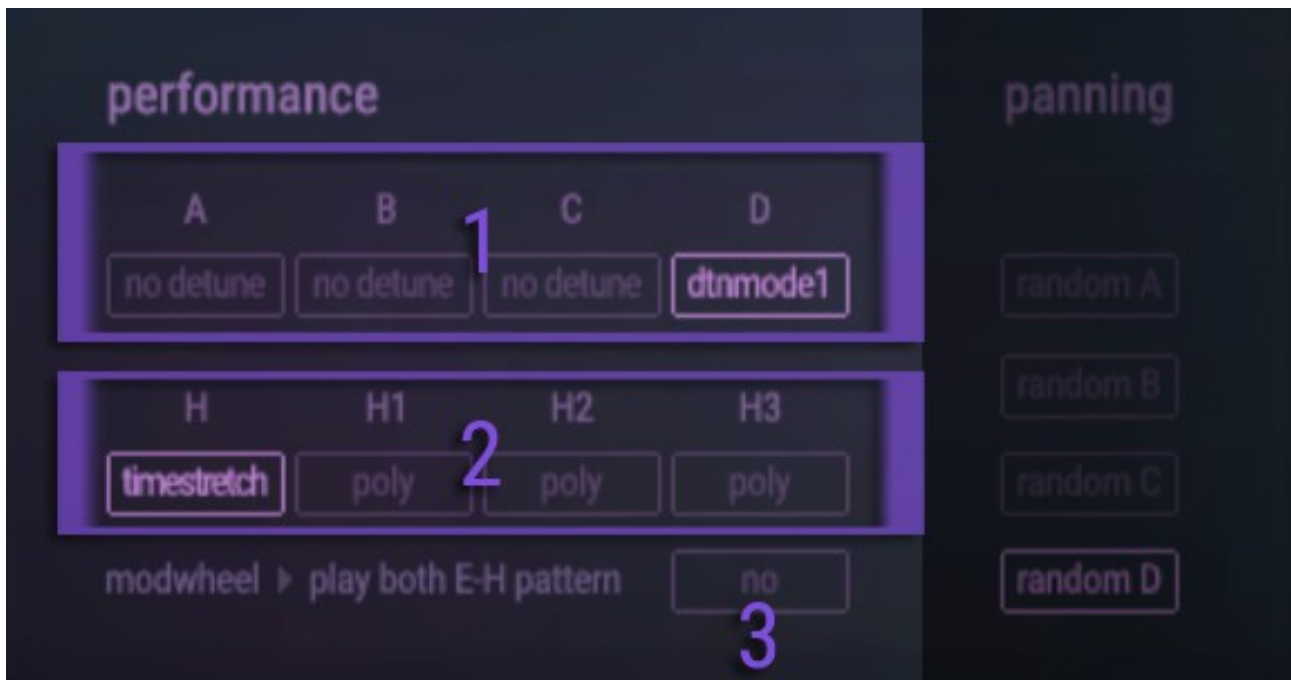 performance
panning
A B C D
1
no detune no detune no detune dtnmode1
random A
random B
H H1 H2 H3
2
timestretch poly poly poly
random C
modwheel ▸ play both E-H pattern no
random D
3